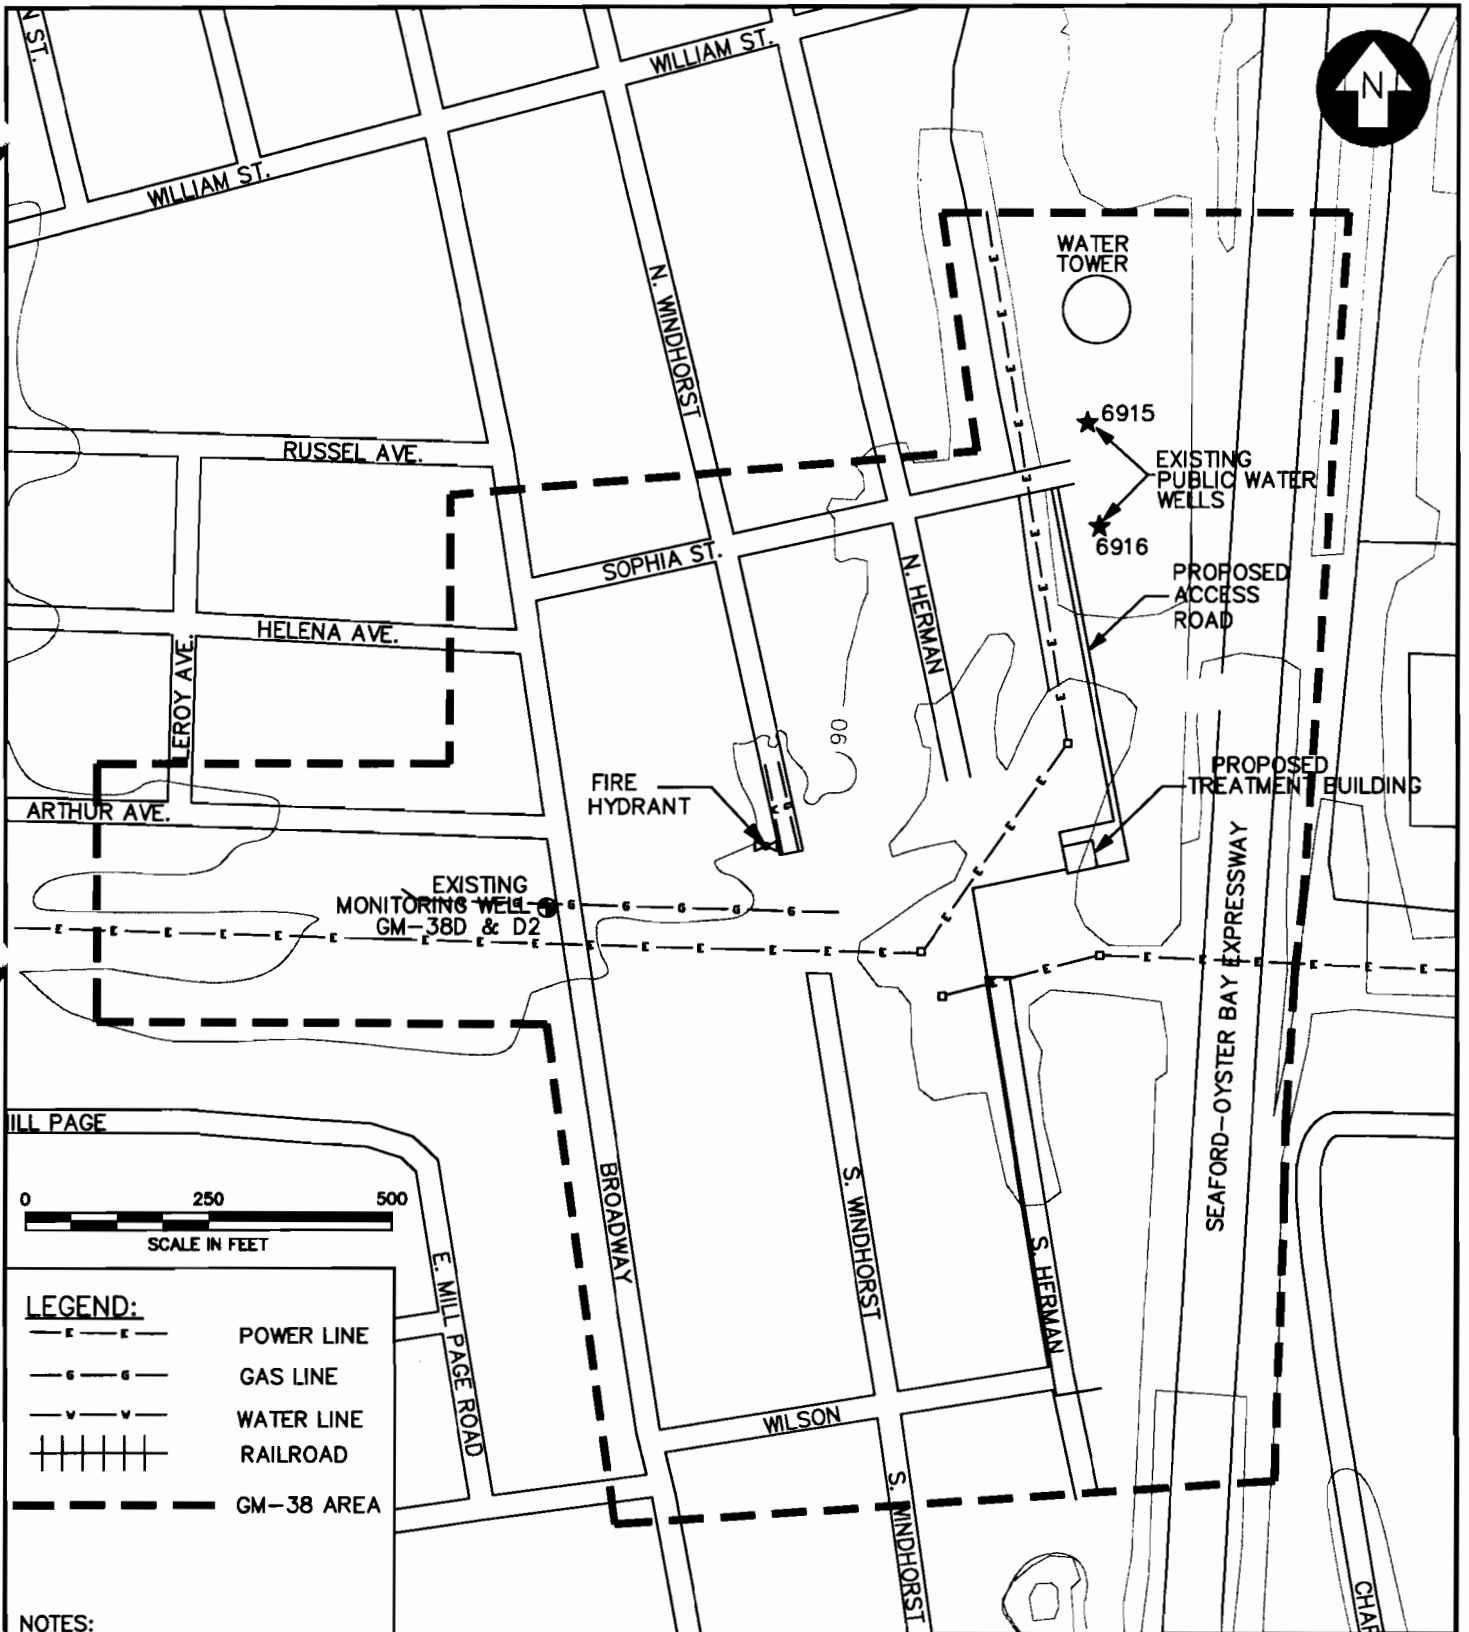 WILLIAM ST.
N
WILLIAM ST.
WATER
TOWER
N. WINDHORST
6915
RUSSEL AVE.
EXISTING
PUBLIC WATER
WELLS
6916
SOPHIA ST.
N. HERMAN
PROPOSED
ACCESS
ROAD
HELENA AVE.
LEROY AVE.
90
FIRE
HYDRANT
PROPOSED
TREATMENT BUILDING
ARTHUR AVE.
EXISTING
MONITORING WELL
GM-38D & D2
SEAFORD-OYSTER BAY EXPRESSWAY
ILL PAGE
BROADWAY
S. WINDHORST
S. HERMAN
0 250 500
SCALE IN FEET
E. MILL PAGE ROAD
LEGEND:
E E POWER LINE
G G GAS LINE
W W WATER LINE
RAILROAD
GM-38 AREA
WILSON
S. WINDHORST
CHAR
NOTES: